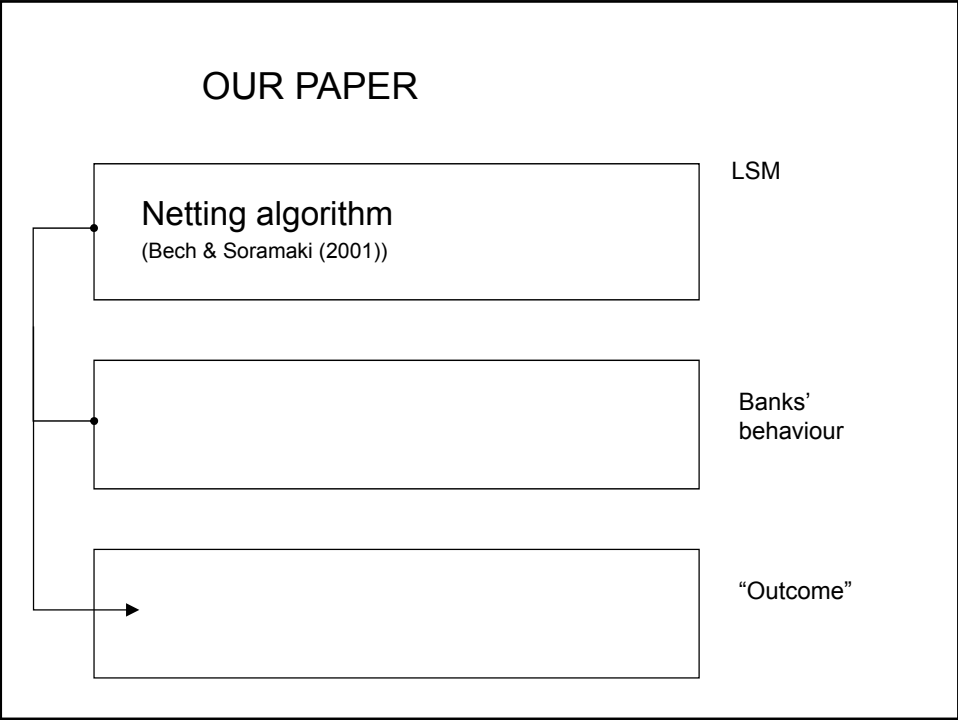 OUR PAPER
LSM
Netting algorithm
(Bech & Soramaki (2001))
Banks’
behaviour
“Outcome”